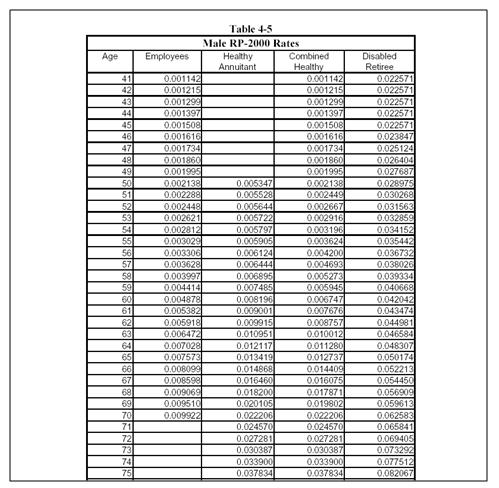 Table 4-5
Male RP-2000 Rates
Age Employees Healthy Annuitant Combined Healthy Disabled Retiree
41 0.001142 0.001142 0.022571
42 0.001215 0.001215 0.022571
43 0.001299 0.001299 0.022571
44 0.001397 0.001397 0.022571
45 0.001508 0.001508 0.022571
46 0.001616 0.001616 0.023847
47 0.001734 0.001734 0.025124
48 0.001860 0.001860 0.026404
49 0.001995 0.001995 0.027687
50 0.002138 0.005347 0.002138 0.028975
51 0.002288 0.005528 0.002449 0.030268
52 0.002448 0.005644 0.002667 0.031563
53 0.002621 0.005722 0.002916 0.032859
54 0.002812 0.005797 0.003196 0.034152
55 0.003029 0.005905 0.003624 0.035442
56 0.003306 0.006124 0.004200 0.036732
57 0.003628 0.006444 0.004693 0.038026
58 0.003997 0.006895 0.005273 0.039334
59 0.004414 0.007485 0.005945 0.040668
60 0.004878 0.008196 0.006747 0.042042
61 0.005382 0.009001 0.007676 0.043474
62 0.005918 0.009915 0.008757 0.044981
63 0.006472 0.010951 0.010012 0.046584
64 0.007028 0.012117 0.011280 0.048307
65 0.007573 0.013419 0.012737 0.050174
66 0.008099 0.014868 0.014409 0.052213
67 0.008598 0.016460 0.016075 0.054450
68 0.009069 0.018200 0.017871 0.056909
69 0.009510 0.020105 0.019802 0.059613
70 0.009922 0.022206 0.022206 0.062583
71 0.024570 0.024570 0.065841
72 0.027281 0.027281 0.069405
73 0.030387 0.030387 0.073292
74 0.033900 0.033900 0.077512
75 0.037834 0.037834 0.082067